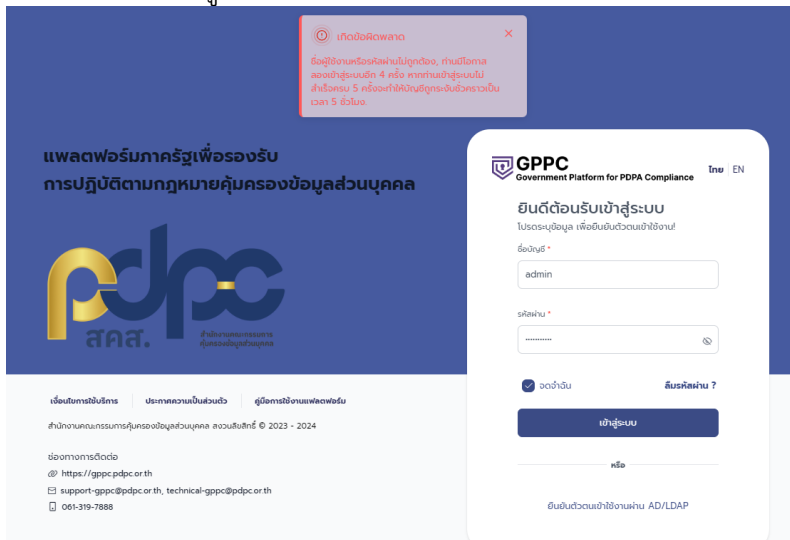 เกิดข้อผิดพลาด
ชื่อผู้ใช้งานหรือรหัสผ่านไม่ถูกต้อง, ท่านมีโอกาส
ลองเข้าสู่ระบบอีก 4 ครั้ง หากท่านเข้าสู่ระบบไม่
สำเร็จครบ 5 ครั้งจะทำให้บัญชีถูกระงับชั่วคราวเป็น
เวลา 5 ชั่วโมง.
แพลตฟอร์มภาครัฐเพื่อรองรับ
การปฏิบัติตามกฎหมายคุ้มครองข้อมูลส่วนบุคคล
pdpc
สคส.
สำนักงานคณะกรรมการ
คุ้มครองข้อมูลส่วนบุคคล
GPPC
Government Platform for PDPA Compliance
ไทย EN
ยินดีต้อนรับเข้าสู่ระบบ
โปรดระบุข้อมูล เพื่อยืนยันตัวตนเข้าใช้งาน!
ชื่อบัญชี *
admin
รหัสผ่าน *
จดจำฉัน
ลืมรหัสผ่าน ?
เข้าสู่ระบบ
หรือ
ยืนยันตัวตนเข้าใช้งานผ่าน AD/LDAP
เงื่อนไขการใช้บริการ
ประกาศความเป็นส่วนตัว
คู่มือการใช้งานแพลตฟอร์ม
สำนักงานคณะกรรมการคุ้มครองข้อมูลส่วนบุคคล สงวนลิขสิทธิ์ © 2023 - 2024
ช่องทางการติดต่อ
https://gppc.pdpc.or.th
support-gppc@pdpc.or.th, technical-gppc@pdpc.or.th
061-319-7888